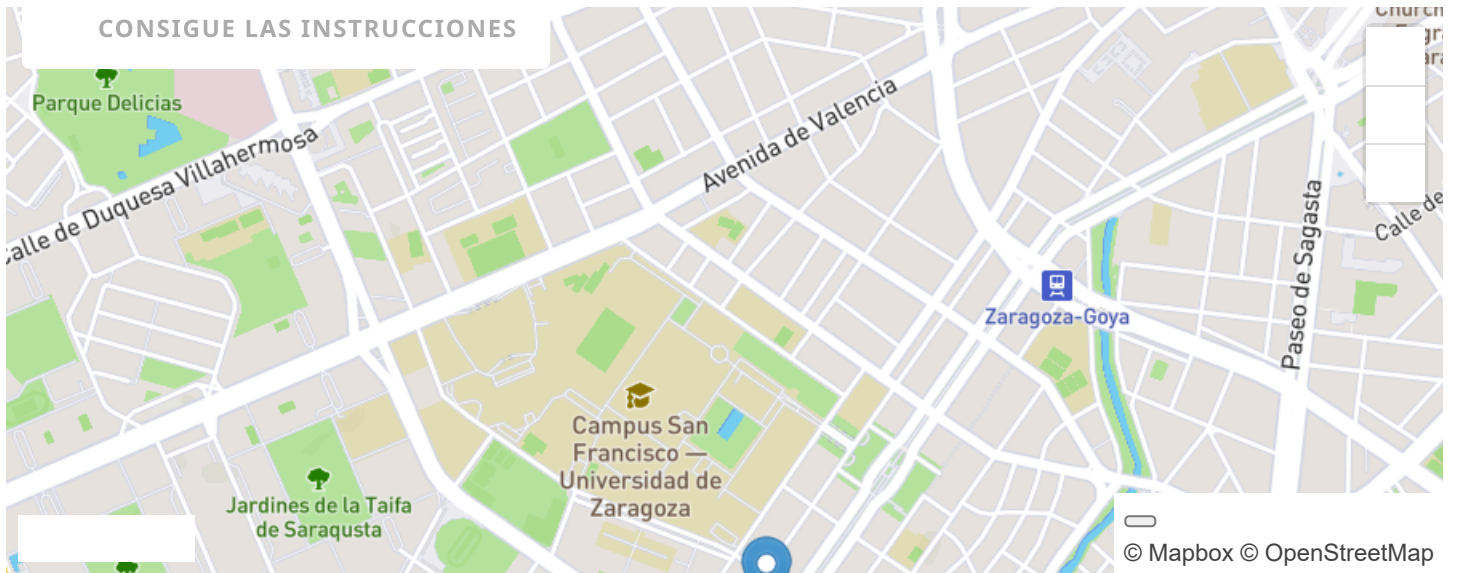 CONSIGUE LAS INSTRUCCIONES
Church
Parque Delicias
Avenida de Valencia
Calle de Duquesa Villahermosa
Paseo de Sagasta
Calle de
Zaragoza-Goya
Campus San
Francisco —
Universidad de
Zaragoza
Jardines de la Taifa
de Saraqusta
© Mapbox © OpenStreetMap